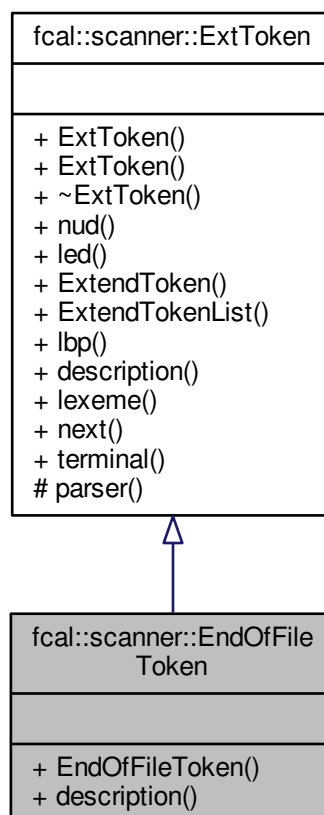 fcal::scanner::ExtToken
+ ExtToken()
+ ExtToken()
+ ~ExtToken()
+ nud()
+ led()
+ ExtendToken()
+ ExtendTokenList()
+ lbp()
+ description()
+ lexeme()
+ next()
+ terminal()
# parser()
fcal::scanner::EndOfFile
Token
+ EndOfFileToken()
+ description()